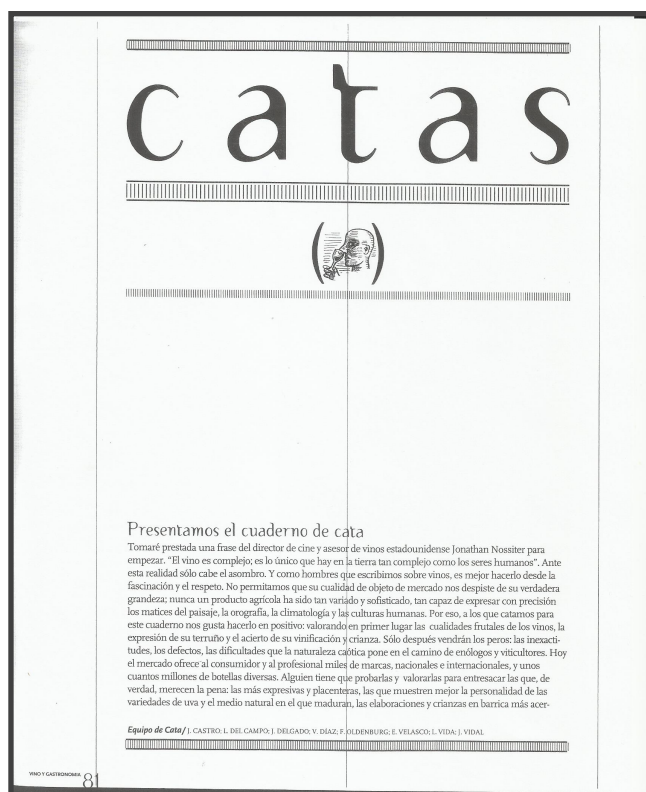 catas
Presentamos el cuaderno de cata
Tomaré prestada una frase del director de cine y asesor de vinos estadounidense Jonathan Nossiter para
empezar. “El vino es complejo; es lo único que hay en la tierra tan complejo como los seres humanos”. Ante
esta realidad sólo cabe el asombro. Y como hombres que escribimos sobre vinos, es mejor hacerlo desde la
fascinación y el respeto. No permitamos que su cualidad de objeto de mercado nos despiste de su verdadera
grandeza; nunca un producto agrícola ha sido tan variado y sofisticado, tan capaz de expresar con precisión
los matices del paisaje, la orografía, la climatología y las culturas humanas. Por eso, a los que catamos para
este cuaderno nos gusta hacerlo en positivo: valorando en primer lugar las cualidades frutales de los vinos, la
expresión de su terruño y el acierto de su vinificación y crianza. Sólo después vendrán los peros: las inexacti-
tudes, los defectos, las dificultades que la naturaleza caótica pone en el camino de enólogos y viticultores. Hoy
el mercado ofrece al consumidor y al profesional miles de marcas, nacionales e internacionales, y unos
cuantos millones de botellas diversas. Alguien tiene que probarlas y valorarlas para entresacar las que, de
verdad, merecen la pena: las más expresivas y placenteras, las que muestren mejor la personalidad de las
variedades de uva y el medio natural en el que maduran, las elaboraciones y crianzas en barrica más acer-
Equipo de Cata/ J. CASTRO; L. DEL CAMPO; J. DELGADO; V. DÍAZ; F. OLDENBURG; E. VELASCO; L. VIDA; J. VIDAL
VINO Y GASTRONOMIA 81